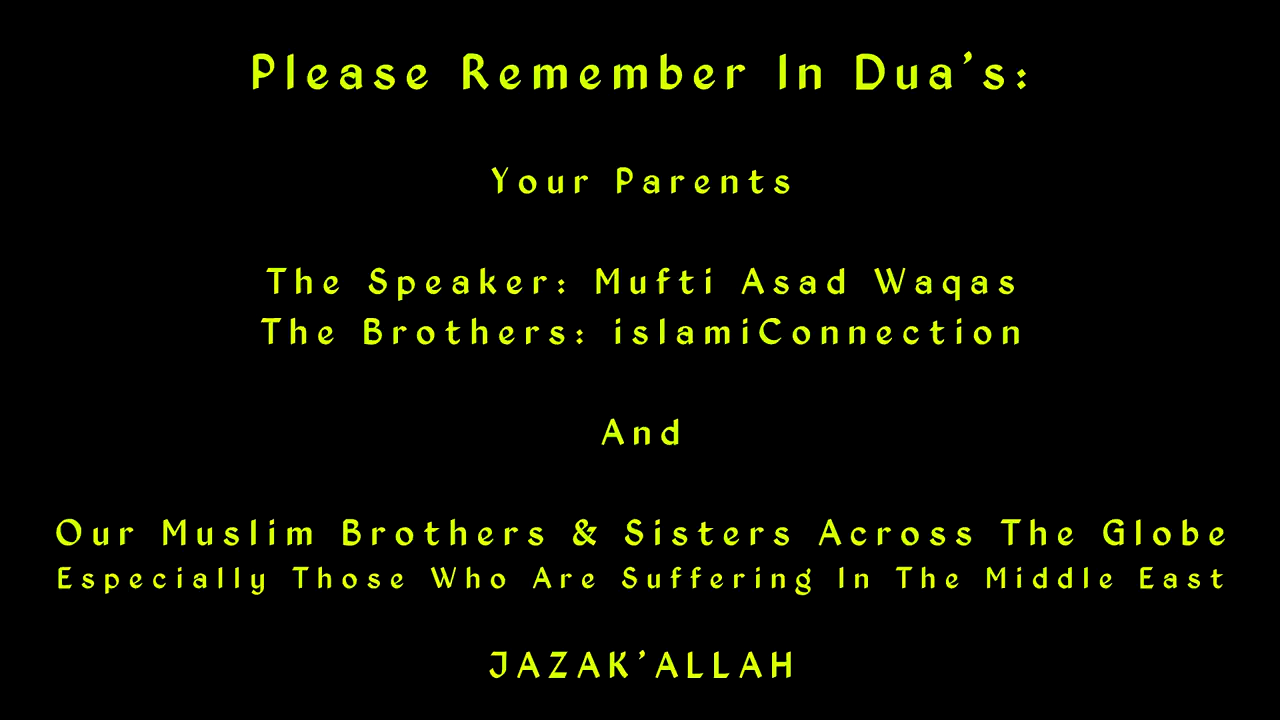 Please Remember In Dua’s:
Your Parents
The Speaker: Mufti Asad Waqas
The Brothers: islamiConnection
And
Our Muslim Brothers & Sisters Across The Globe
Especially Those Who Are Suffering In The Middle East
JAZAK’ALLAH